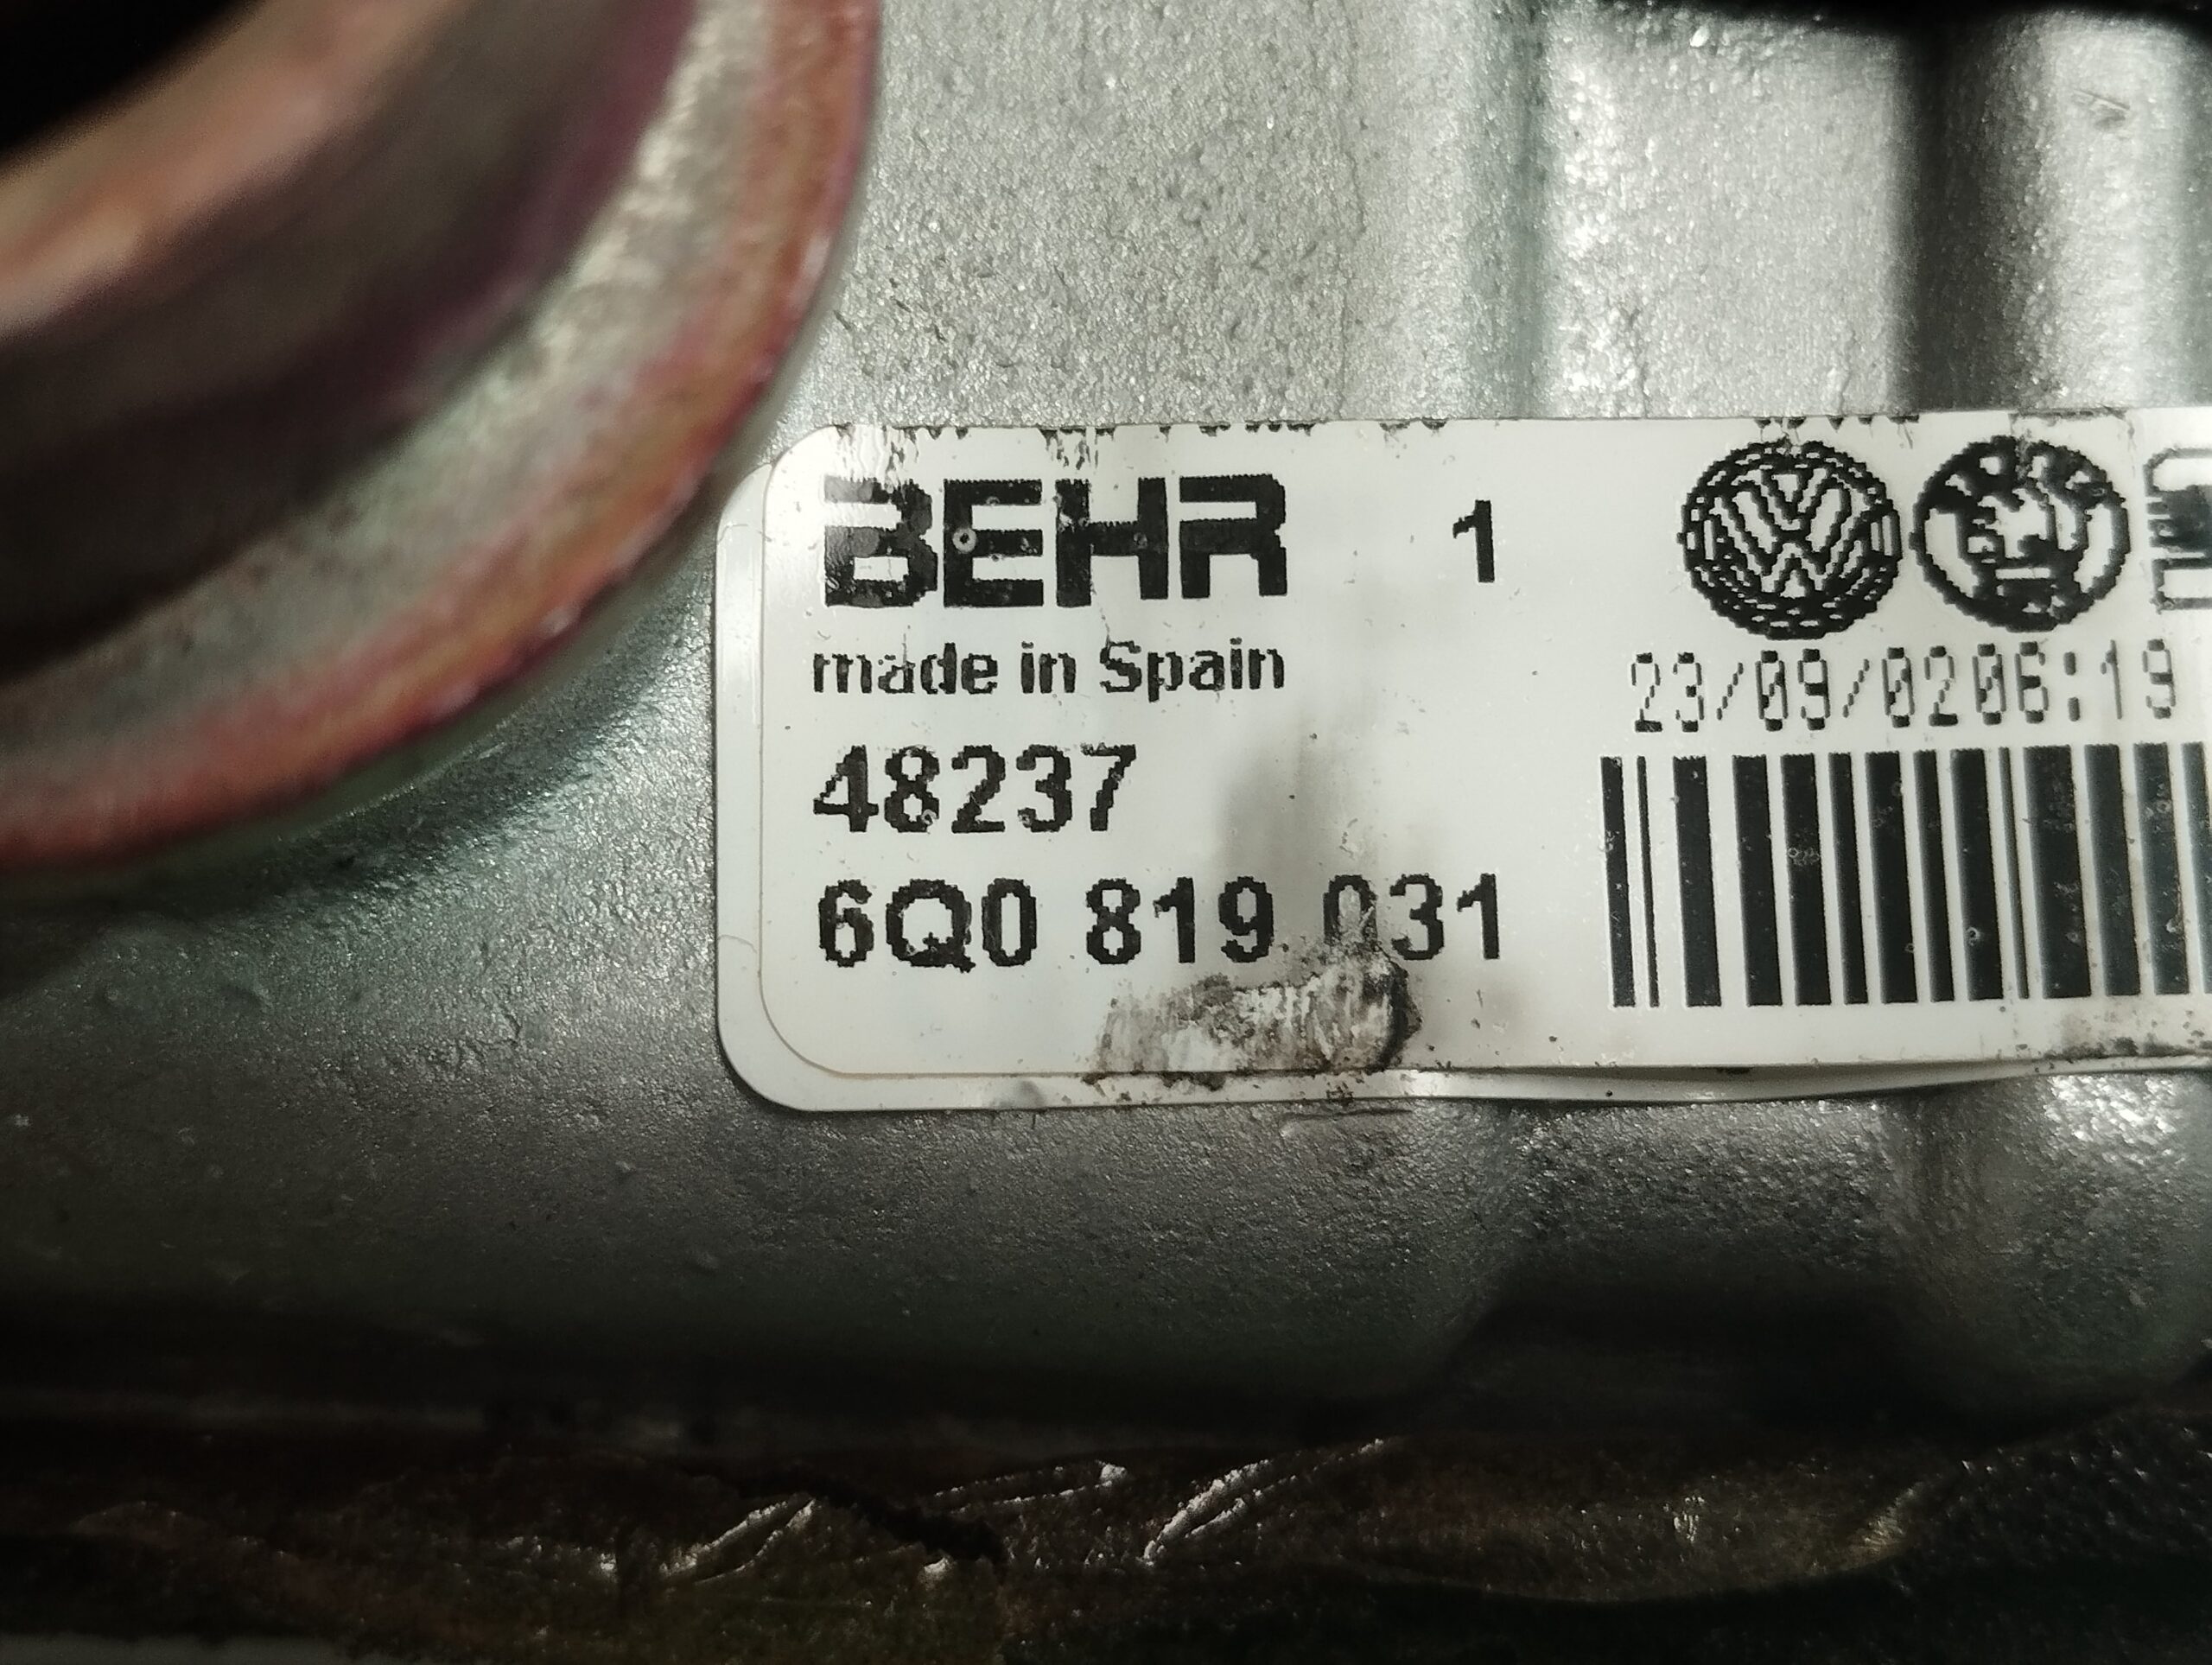 BEHR 1
made in Spain
23/09/0206:19
48237
6Q0 819 031